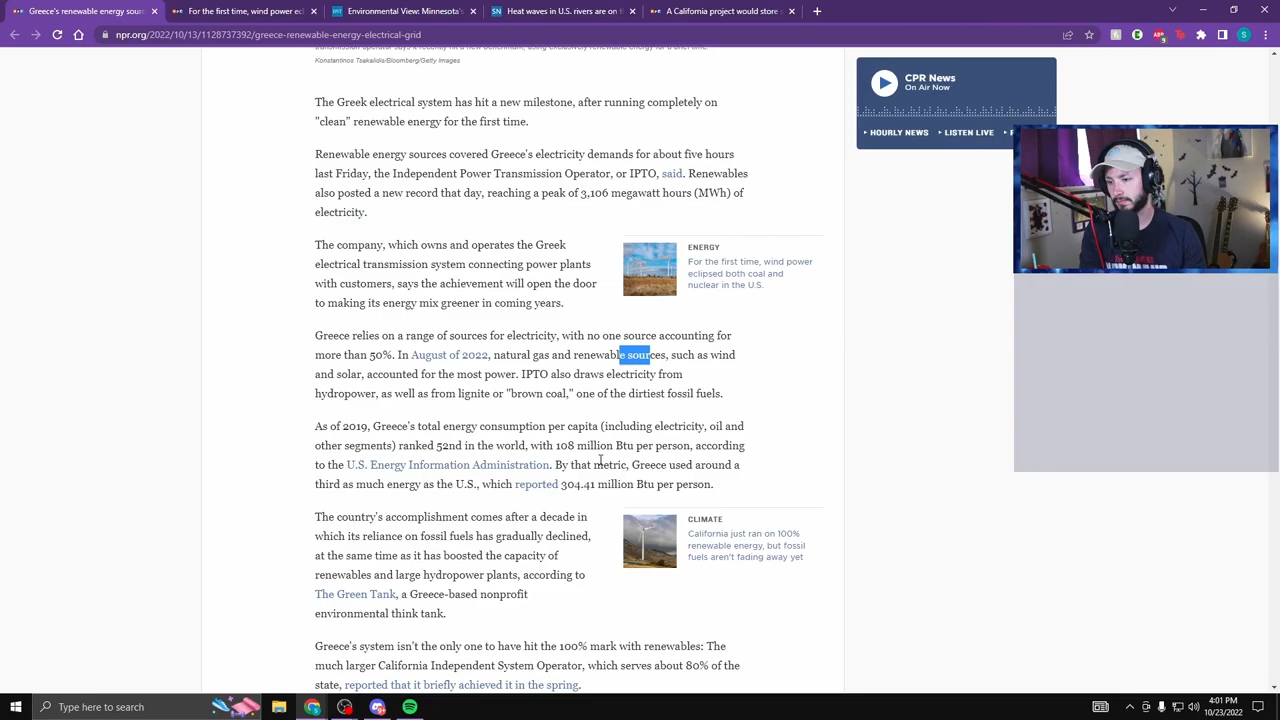 Greece's renewable energy sourc
For the first time, wind power ec
Environmental Minnesota's
Heat waves in U.S. rivers on the
A California would store
npr.org/2022/10/13/1128737392/greece-renewable-energy-electrical-grid
transmission operator says it recently hit a new benchmark, using exclusively renewable energy for a brief time.
Konstantinos Tsakalidis/Bloomberg/Getty Images
The Greek electrical system has hit a new milestone, after running completely on
"clean" renewable energy for the first time.
Renewable energy sources covered Greece's electricity demands for about five hours
last Friday, the Independent Power Transmission Operator, or IPTO, said. Renewables
also posted a new record that day, reaching a peak of 3,106 megawatt hours (MWh) of
electricity.
The company, which owns and operates the Greek
electrical transmission system connecting power plants
with customers, says the achievement will open the door
to making its energy mix greener in coming years.
ENERGY
For the first time, wind power
eclipsed both coal and
nuclear in the U.S.
Greece relies on a range of sources for electricity, with no one source accounting for
more than 50%. In August of 2022, natural gas and renewable sources, such as wind
and solar, accounted for the most power. IPTO also draws electricity from
hydropower, as well as from lignite or "brown coal," one of the dirtiest fossil fuels.
As of 2019, Greece's total energy consumption per capita (including electricity, oil and
other segments) ranked 52nd in the world, with 108 million Btu per person, according
to the U.S. Energy Information Administration. By that metric, Greece used around a
third as much energy as the U.S., which reported 304.41 million Btu per person.
The country's accomplishment comes after a decade in
which its reliance on fossil fuels has gradually declined,
at the same time as it has boosted the capacity of
renewables and large hydropower plants, according to
The Green Tank, a Greece-based nonprofit
environmental think tank.
CLIMATE
California just ran on 100%
renewable energy, but fossil
fuels aren't fading away yet
Greece's system isn't the only one to have hit the 100% mark with renewables: The
much larger California Independent System Operator, which serves about 80% of the
state, reported that it briefly achieved it in the spring.
CPR News
On Air Now
HOURLY NEWS
LISTEN LIVE
Type here to search
4:01 PM
10/23/2022